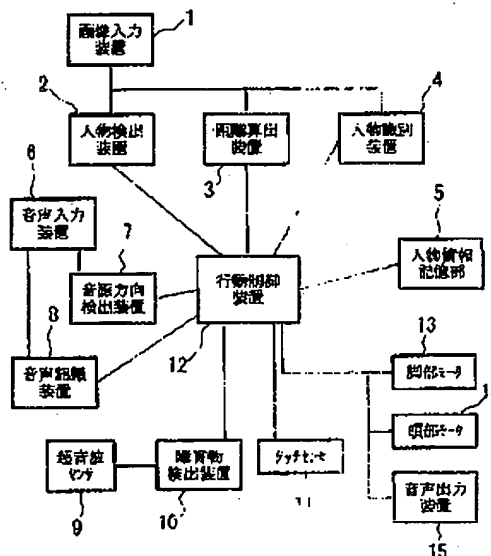 1
画像入力
装置
2
4
人物検出
装置
距離算出
装置
人物識別
装置
3
6
音声入力
装置
7
5
音源方向
検出装置
行動制御
装置
人物情報
記憶部
8
12
音声認識
装置
13
脚部モータ
頭部モータ
超音波
センサ
障害物
検出装置
タッチセンサ
音声出力
装置
9
10
11
15